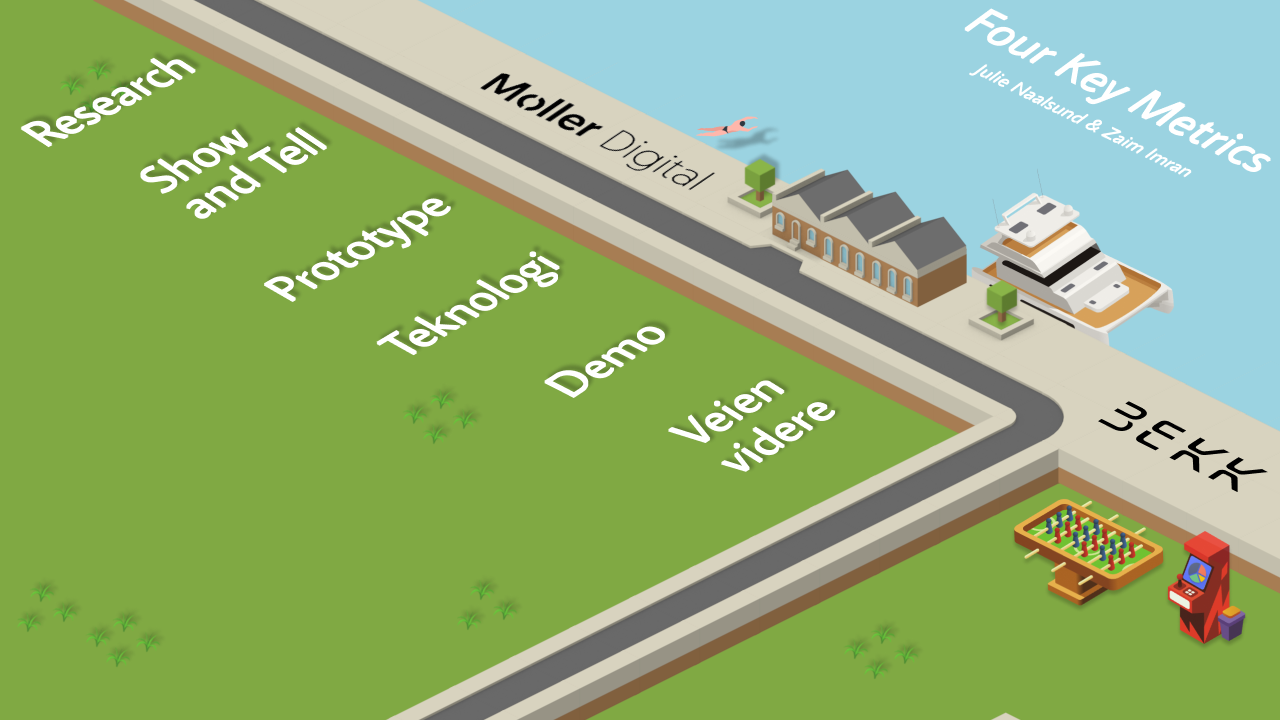 Four Key Metrics
Julie Naalsund & Zaim Imran
Møller Digital
Research
Show
and Tell
Prototype
Teknologi
Demo
Veien
videre
BEKK